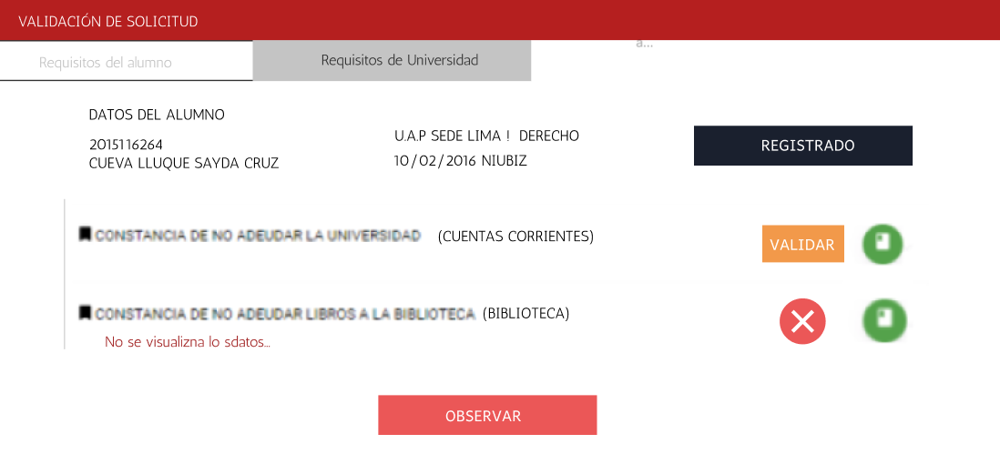 VALIDACIÓN DE SOLICITUD
a...
Requisitos del alumno
Requisitos de Universidad
DATOS DEL ALUMNO
2015116264
CUEVA LLUQUE SAYDA CRUZ
U.A.P SEDE LIMA ! DERECHO
10/02/2016 NIUBIZ
REGISTRADO
CONSTANCIA DE NO ADEUDAR LA UNIVERSIDAD (CUENTAS CORRIENTES)
VALIDAR
CONSTANCIA DE NO ADEUDAR LIBROS A LA BIBLIOTECA (BIBLIOTECA)
No se visualizna lo sdatos...
OBSERVAR